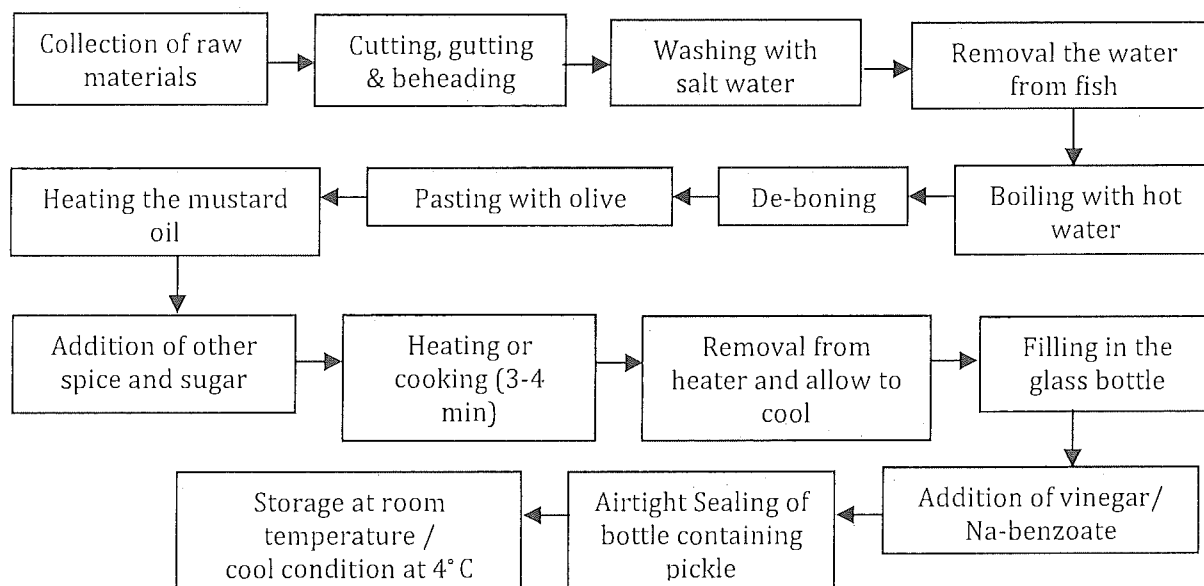 Collection of raw
materials
Cutting, gutting
& beheading
Washing with
salt water
Removal the water
from fish
Boiling with hot
water
De-boning
Pasting with olive
Heating the mustard
oil
Addition of other
spice and sugar
Heating or
cooking (3-4
min)
Removal from
heater and allow to
cool
Filling in the
glass bottle
Addition of vinegar/
Na-benzoate
Airtight Sealing of
bottle containing
pickle
Storage at room
temperature /
cool condition at 4°C